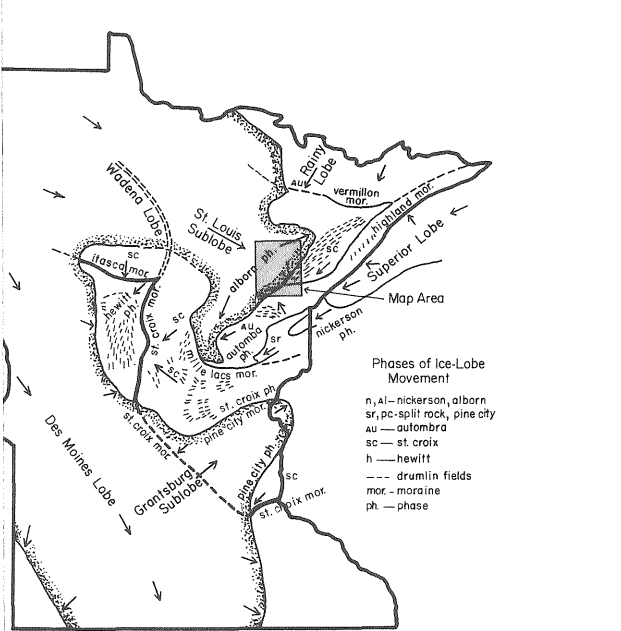 Rainy
Lobe
AU
vermillon
mor.
Wadena Lobe
St. Louis
Sublobe
highland mor.
sc
Superior Lobe
sc
itasca mor.
alborn ph.
Map Area
hewitt
ph.
st. croix mor.
sc
AU
automba
ph.
sr
nickerson
ph.
mille lacs mor.
sc
st. croix ph.
pine city mor.
st. croix mor.
Des Moines Lobe
Grantsburg
Sublobe
pine city ph.
sc
st. croix mor.
Phases of Ice-Lobe
Movement
n, Al— nickerson, alborn
sr, pc-split rock, pine city
AU — autombra
sc — st. croix
h — hewitt
--- drumlin fields
mor. - moraine
ph. — phase